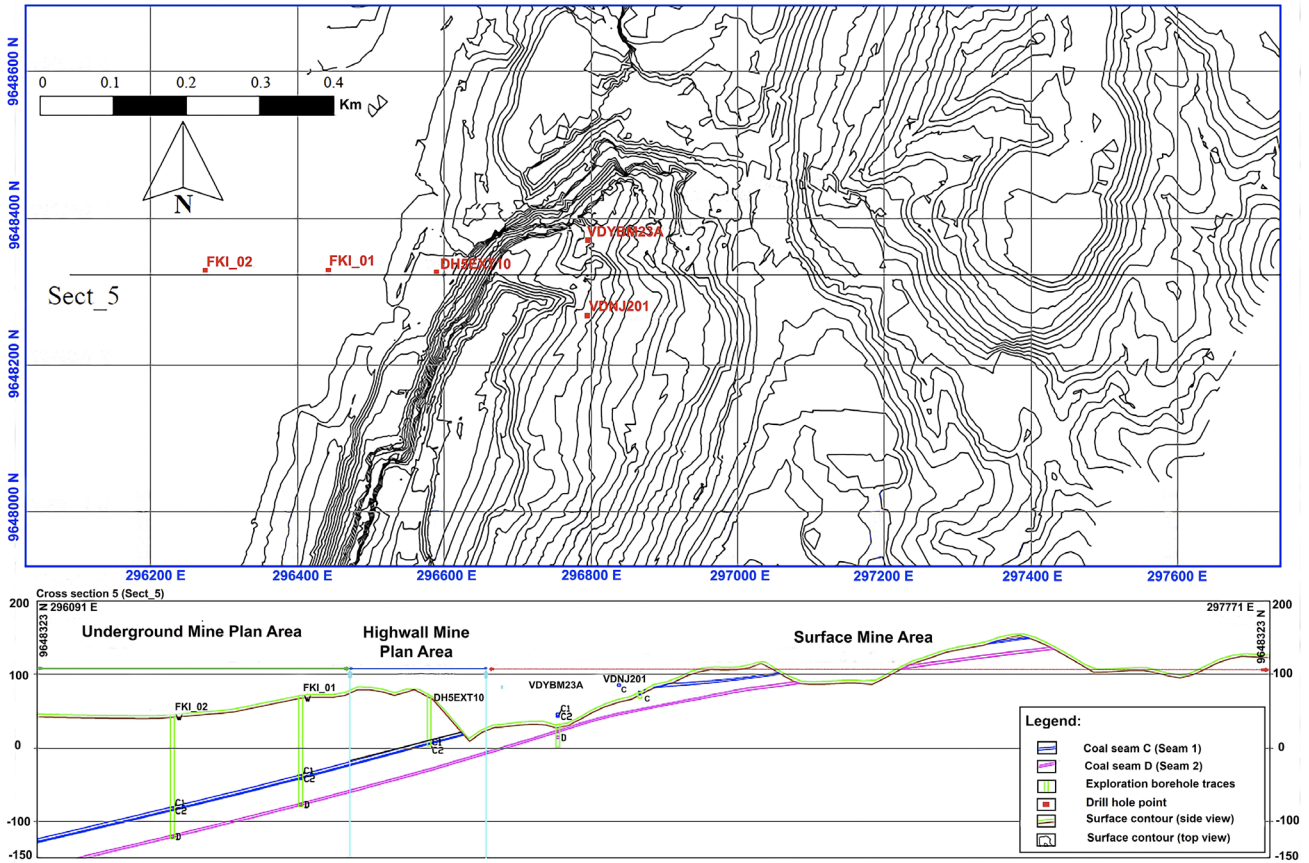 9648600 N
9648400 N
9648200 N
9648000 N
0 0.1 0.2 0.3 0.4
Km
N
VDYBM23A
FKI_02 FKI_01 DH5EXT10
Sect_5
VDNJ201
296200 E 296400 E 296600 E 296800 E 297000 E 297200 E 297400 E 297600 E
Cross section 5 (Sect_5)
200 296091 E 297771 E 200
9648323 N 9648323 N
Underground Mine Plan Area
Highwall Mine
Plan Area
Surface Mine Area
100 100
0 0
-100 -100
-150 -150
FKI_02
FKI_01
DH5EXT10
VDYBM23A
VDNJ201
C
C
C1
C2
D
C1
C2
C1
C2
D
C1
C2
D
Legend:
Coal seam C (Seam 1)
Coal seam D (Seam 2)
Exploration borehole traces
Drill hole point
Surface contour (side view)
Surface contour (top view)